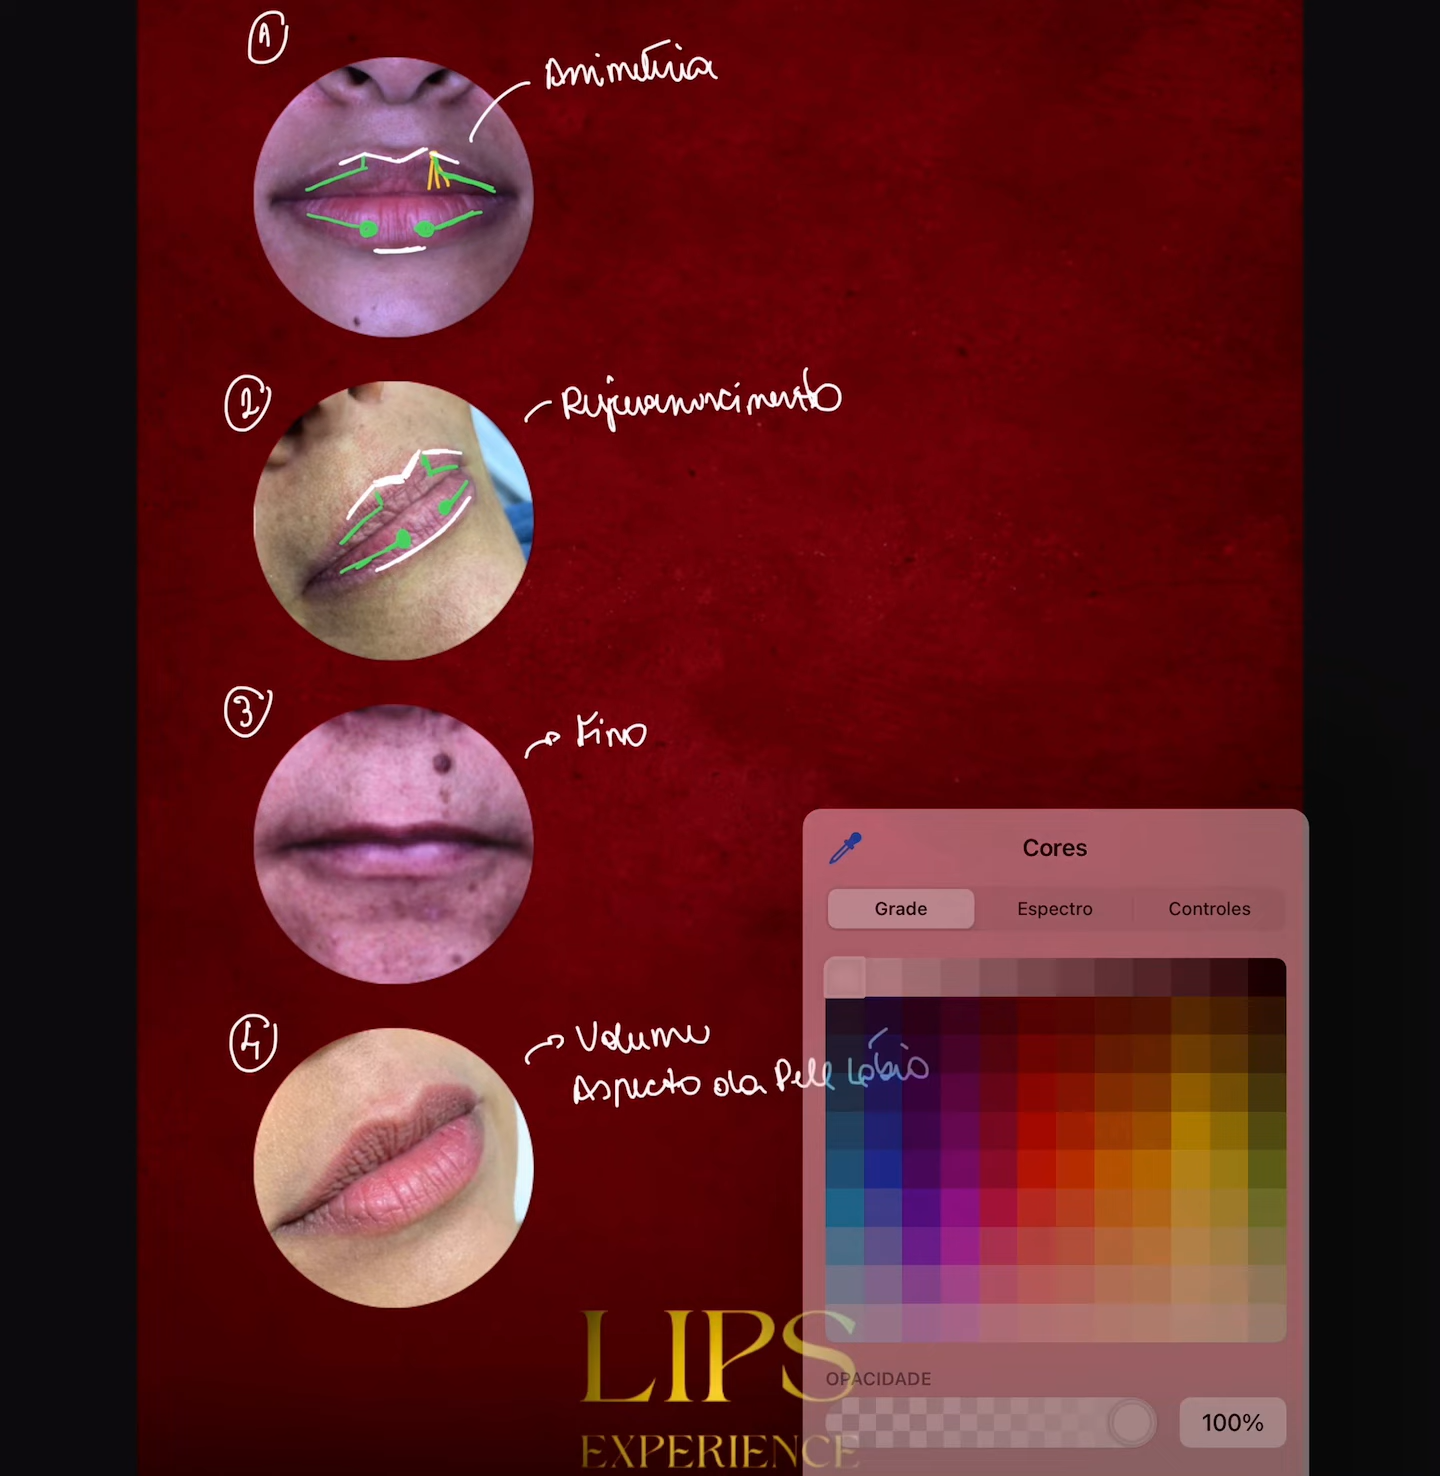 1
Assimetria
2
Rejuvenescimento
3
Fino
4
Volume
Aspecto da Pele Lábio
Cores
Grade
Espectro
Controles
OPACIDADE
100%
LIPS
EXPERIENCE